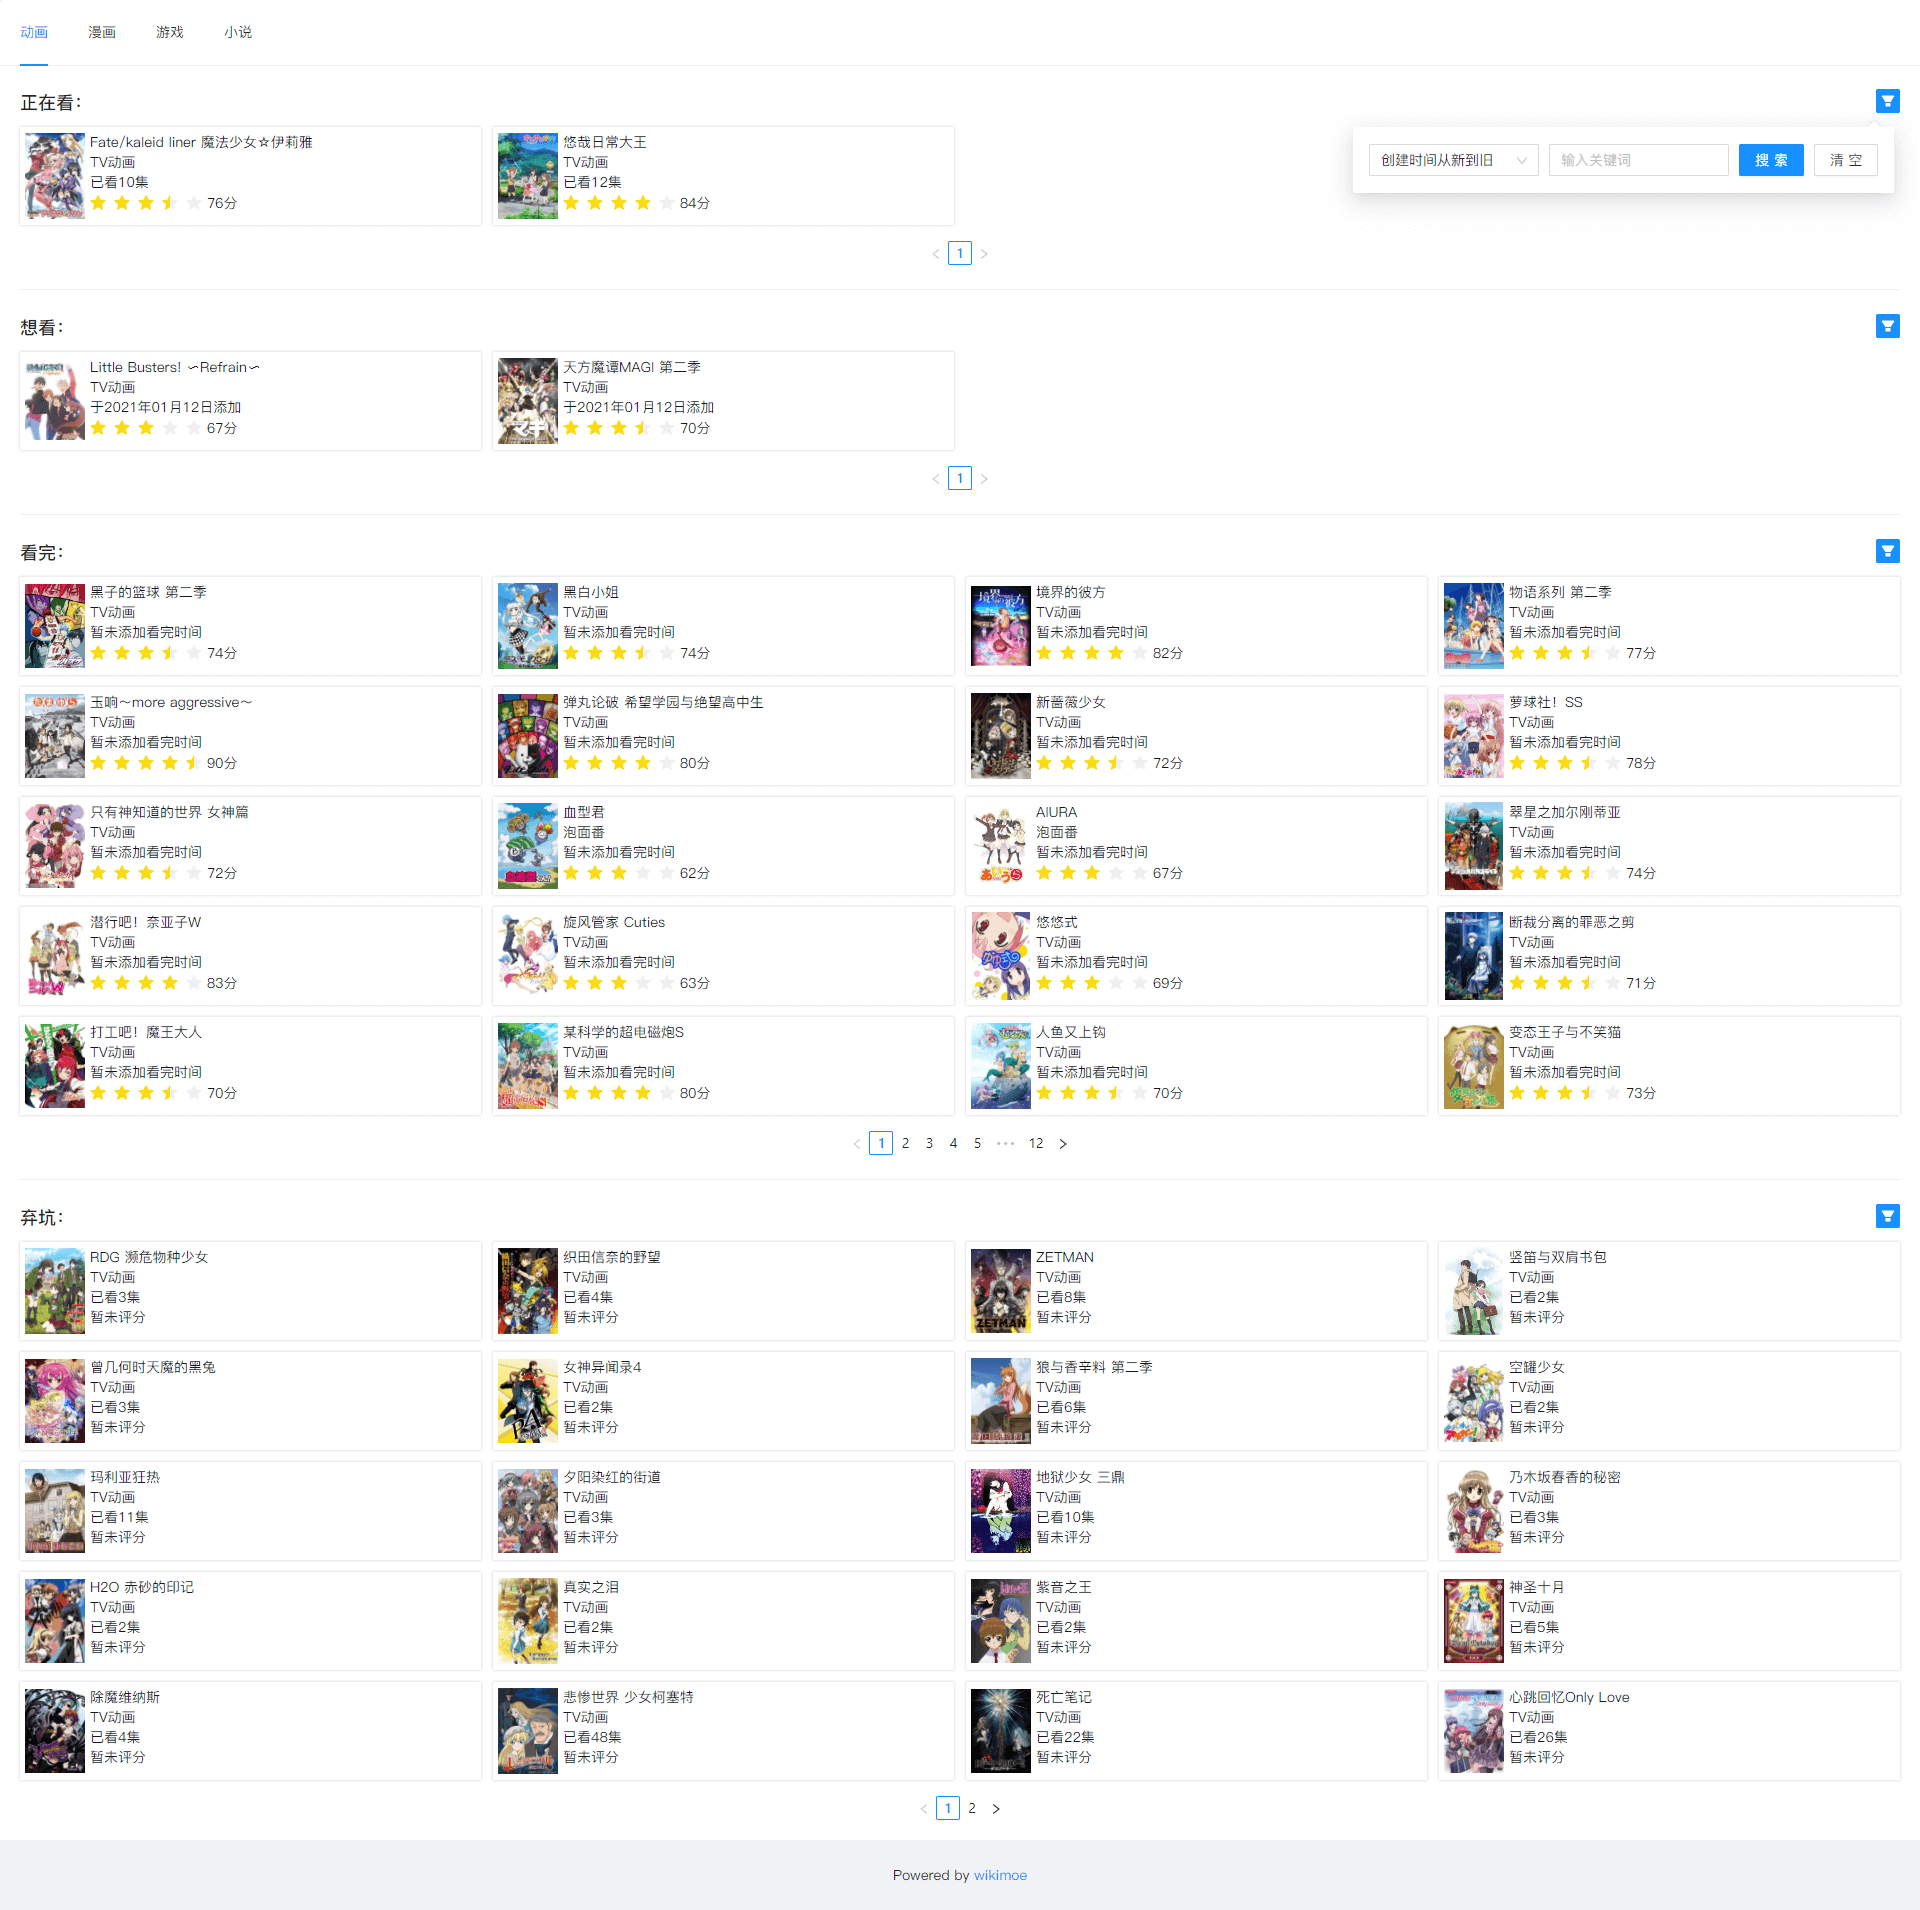 动画 漫画 游戏 小说
正在看：
Fate/kaleid liner 魔法少女☆伊莉雅
TV动画
已看10集
76分
悠哉日常大王
TV动画
已看12集
84分
创建时间从新到旧 输入关键词 搜 索 清 空
1
想看：
Little Busters! ～Refrain～
TV动画
于2021年01月12日添加
67分
天方魔谭MAGI 第二季
TV动画
于2021年01月12日添加
70分
1
看完：
黑子的篮球 第二季
TV动画
暂未添加看完时间
74分
黑白小姐
TV动画
暂未添加看完时间
74分
境界的彼方
TV动画
暂未添加看完时间
82分
物语系列 第二季
TV动画
暂未添加看完时间
77分
玉响～more aggressive～
TV动画
暂未添加看完时间
90分
弹丸论破 希望学园与绝望高中生
TV动画
暂未添加看完时间
80分
新蔷薇少女
TV动画
暂未添加看完时间
72分
萝球社！SS
TV动画
暂未添加看完时间
78分
只有神知道的世界 女神篇
TV动画
暂未添加看完时间
72分
血型君
泡面番
暂未添加看完时间
62分
AIURA
泡面番
暂未添加看完时间
67分
翠星之加尔刚蒂亚
TV动画
暂未添加看完时间
74分
潜行吧！奈亚子W
TV动画
暂未添加看完时间
83分
旋风管家 Cuties
TV动画
暂未添加看完时间
63分
悠悠式
TV动画
暂未添加看完时间
69分
断裁分离的罪恶之剪
TV动画
暂未添加看完时间
71分
打工吧！魔王大人
TV动画
暂未添加看完时间
70分
某科学的超电磁炮S
TV动画
暂未添加看完时间
80分
人鱼又上钩
TV动画
暂未添加看完时间
70分
变态王子与不笑猫
TV动画
暂未添加看完时间
73分
1 2 3 4 5 ••• 12
弃坑：
RDG 濒危物种少女
TV动画
已看3集
暂未评分
织田信奈的野望
TV动画
已看4集
暂未评分
ZETMAN
TV动画
已看8集
暂未评分
竖笛与双肩书包
TV动画
已看2集
暂未评分
曾几何时天魔的黑兔
TV动画
已看3集
暂未评分
女神异闻录4
TV动画
已看2集
暂未评分
狼与香辛料 第二季
TV动画
已看6集
暂未评分
空罐少女
TV动画
已看2集
暂未评分
玛利亚狂热
TV动画
已看11集
暂未评分
夕阳染红的街道
TV动画
已看3集
暂未评分
地狱少女 三鼎
TV动画
已看10集
暂未评分
乃木坂春香的秘密
TV动画
已看3集
暂未评分
H2O 赤砂的印记
TV动画
已看2集
暂未评分
真实之泪
TV动画
已看2集
暂未评分
紫音之王
TV动画
已看2集
暂未评分
神圣十月
TV动画
已看5集
暂未评分
除魔维纳斯
TV动画
已看4集
暂未评分
悲惨世界 少女柯塞特
TV动画
已看48集
暂未评分
死亡笔记
TV动画
已看22集
暂未评分
心跳回忆Only Love
TV动画
已看26集
暂未评分
1 2
Powered by wikimoe